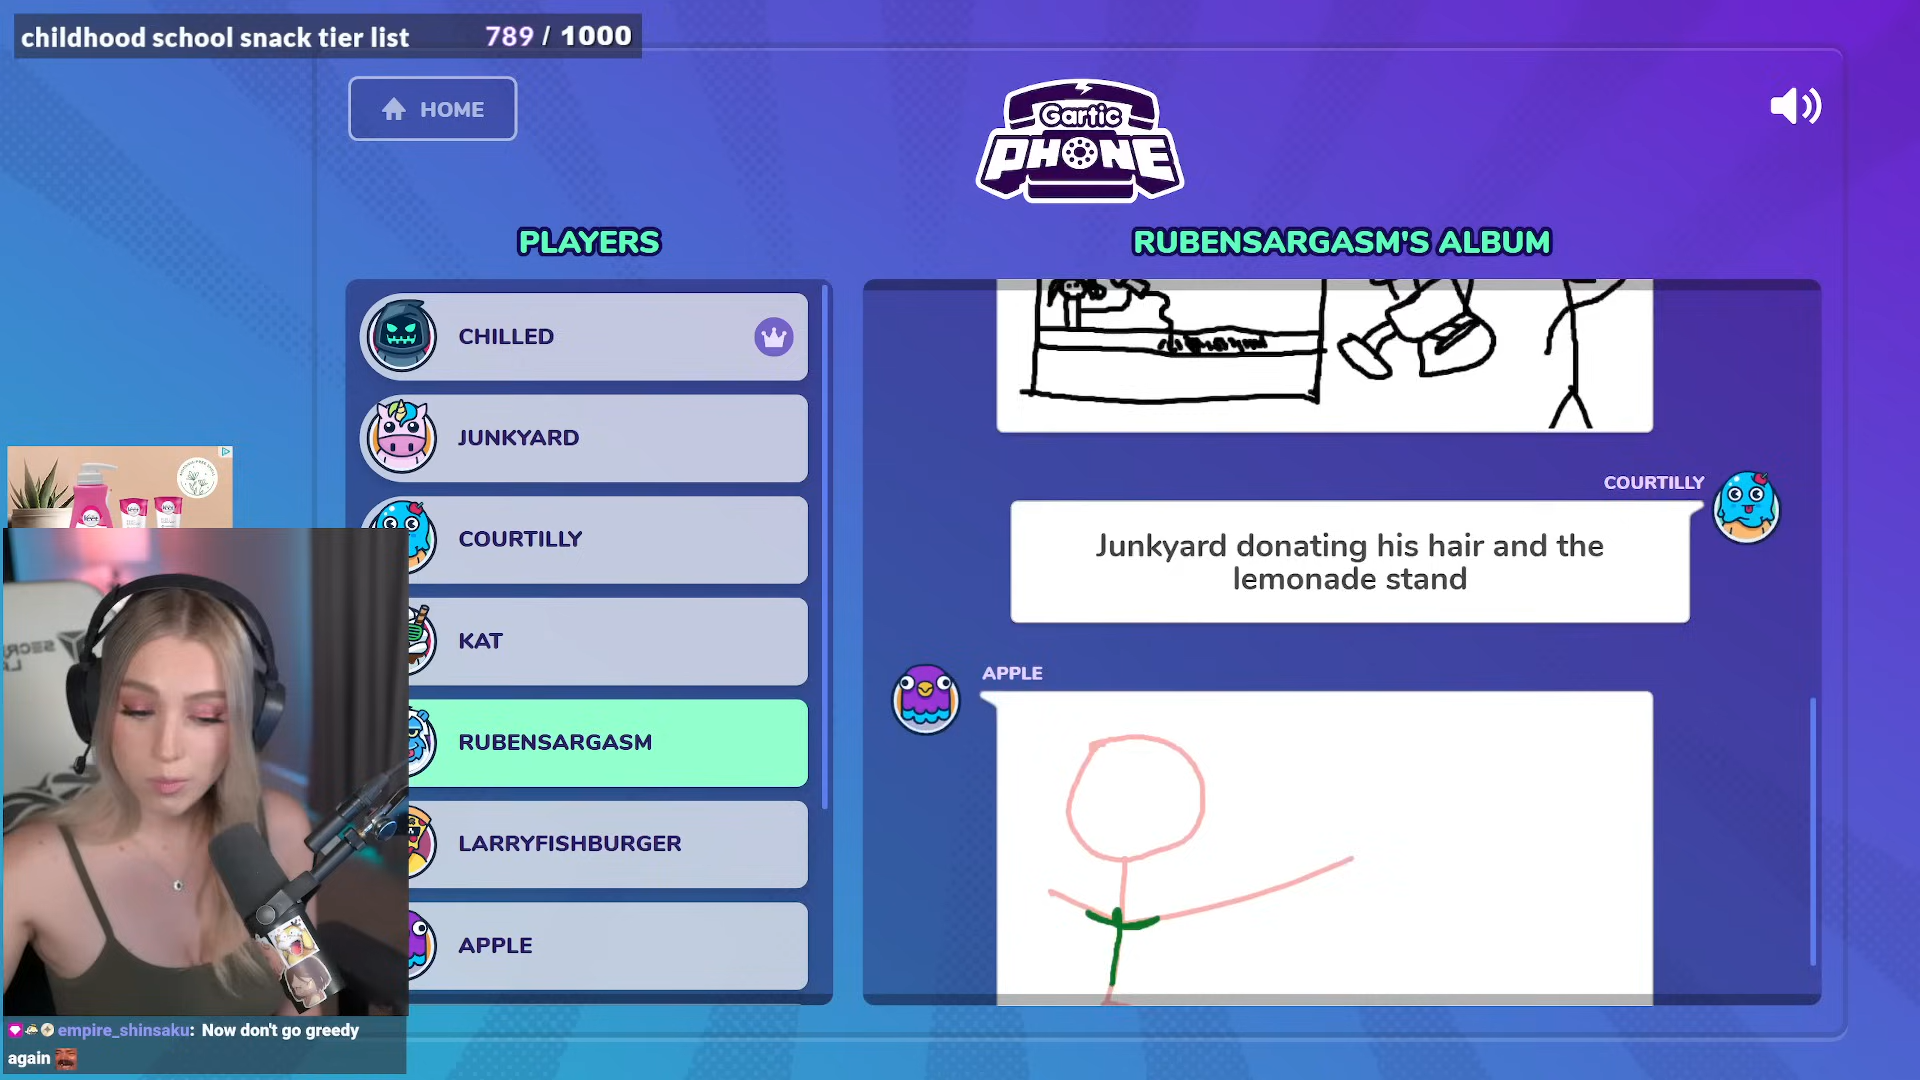 childhood school snack tier list 789 / 1000
HOME
Gartic
PHONE
PLAYERS
RUBENSARGASM'S ALBUM
CHILLED
JUNKYARD
COURTILLY
KAT
RUBENSARGASM
LARRYFISHBURGER
APPLE
COURTILLY
Junkyard donating his hair and the
lemonade stand
APPLE
Veet
empire_shinsaku: Now don't go greedy
again